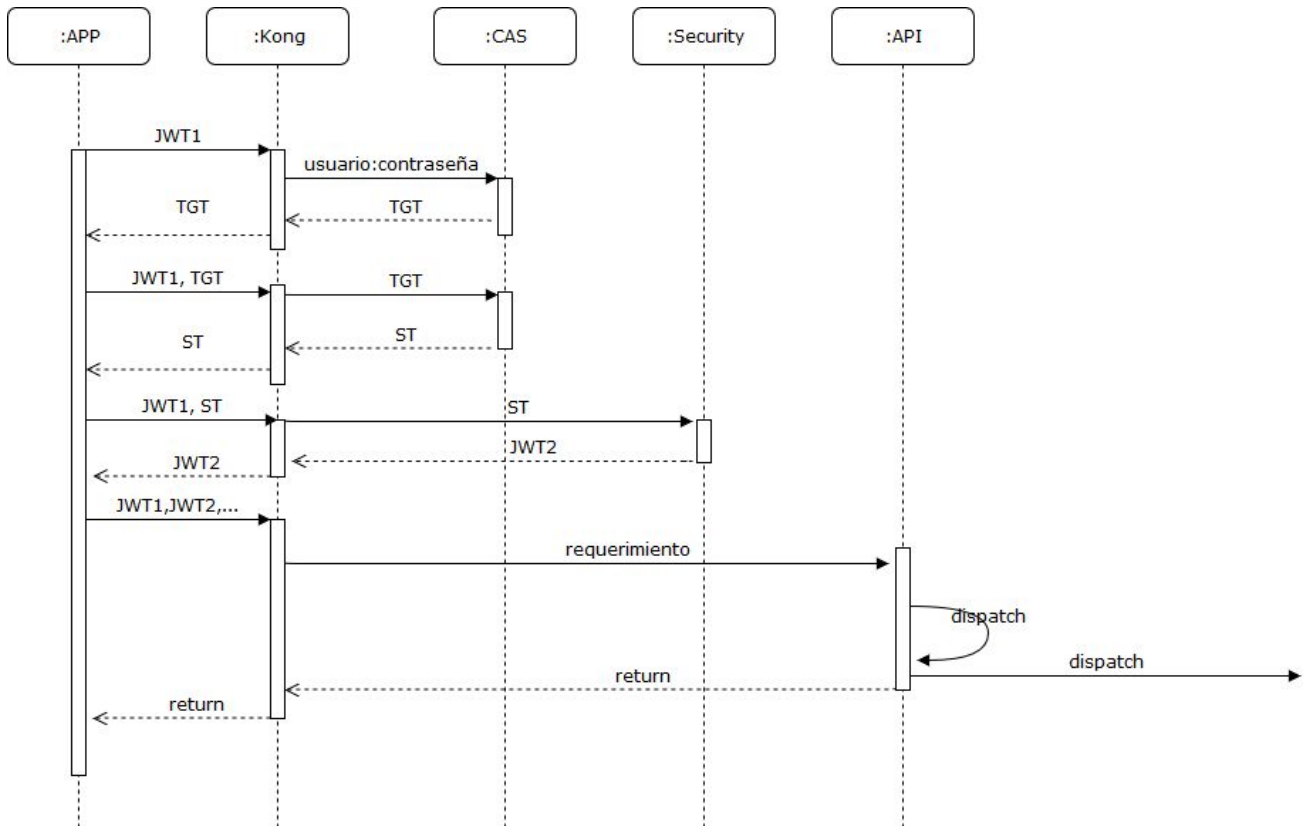 :APP
:Kong
:CAS
:Security
:API
JWT1
usuario:contraseña
TGT
TGT
JWT1, TGT
TGT
ST
ST
JWT1, ST
ST
JWT2
JWT2
JWT1,JWT2,...
requerimiento
dispatch
dispatch
return
return